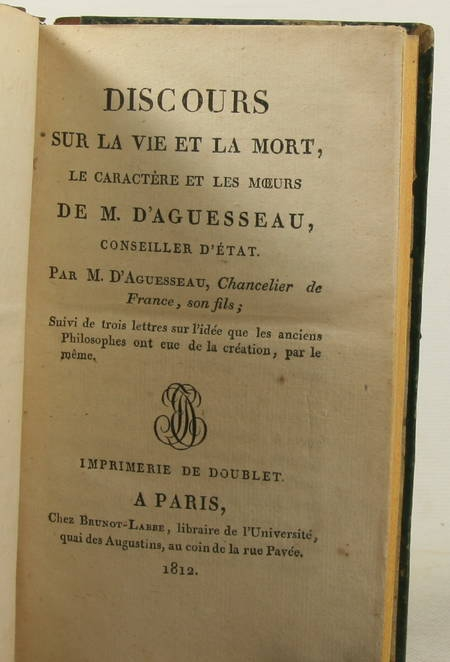 DISCOURS
SUR LA VIE ET LA MORT,
LE CARACTÈRE ET LES MŒURS
DE M. D'AGUESSEAU,
CONSEILLER D'ÉTAT.
PAR M. D'AGUESSEAU, Chancelier de
France, son fils;
Suivi de trois lettres sur l'idée que les anciens
Philosophes ont eue de la création, par le
même.
IMPRIMERIE DE DOUBLET.
A PARIS,
Chez BRUNOT-LABBE, libraire de l'Université,
quai des Augustins, au coin de la rue Pavée.
1812.